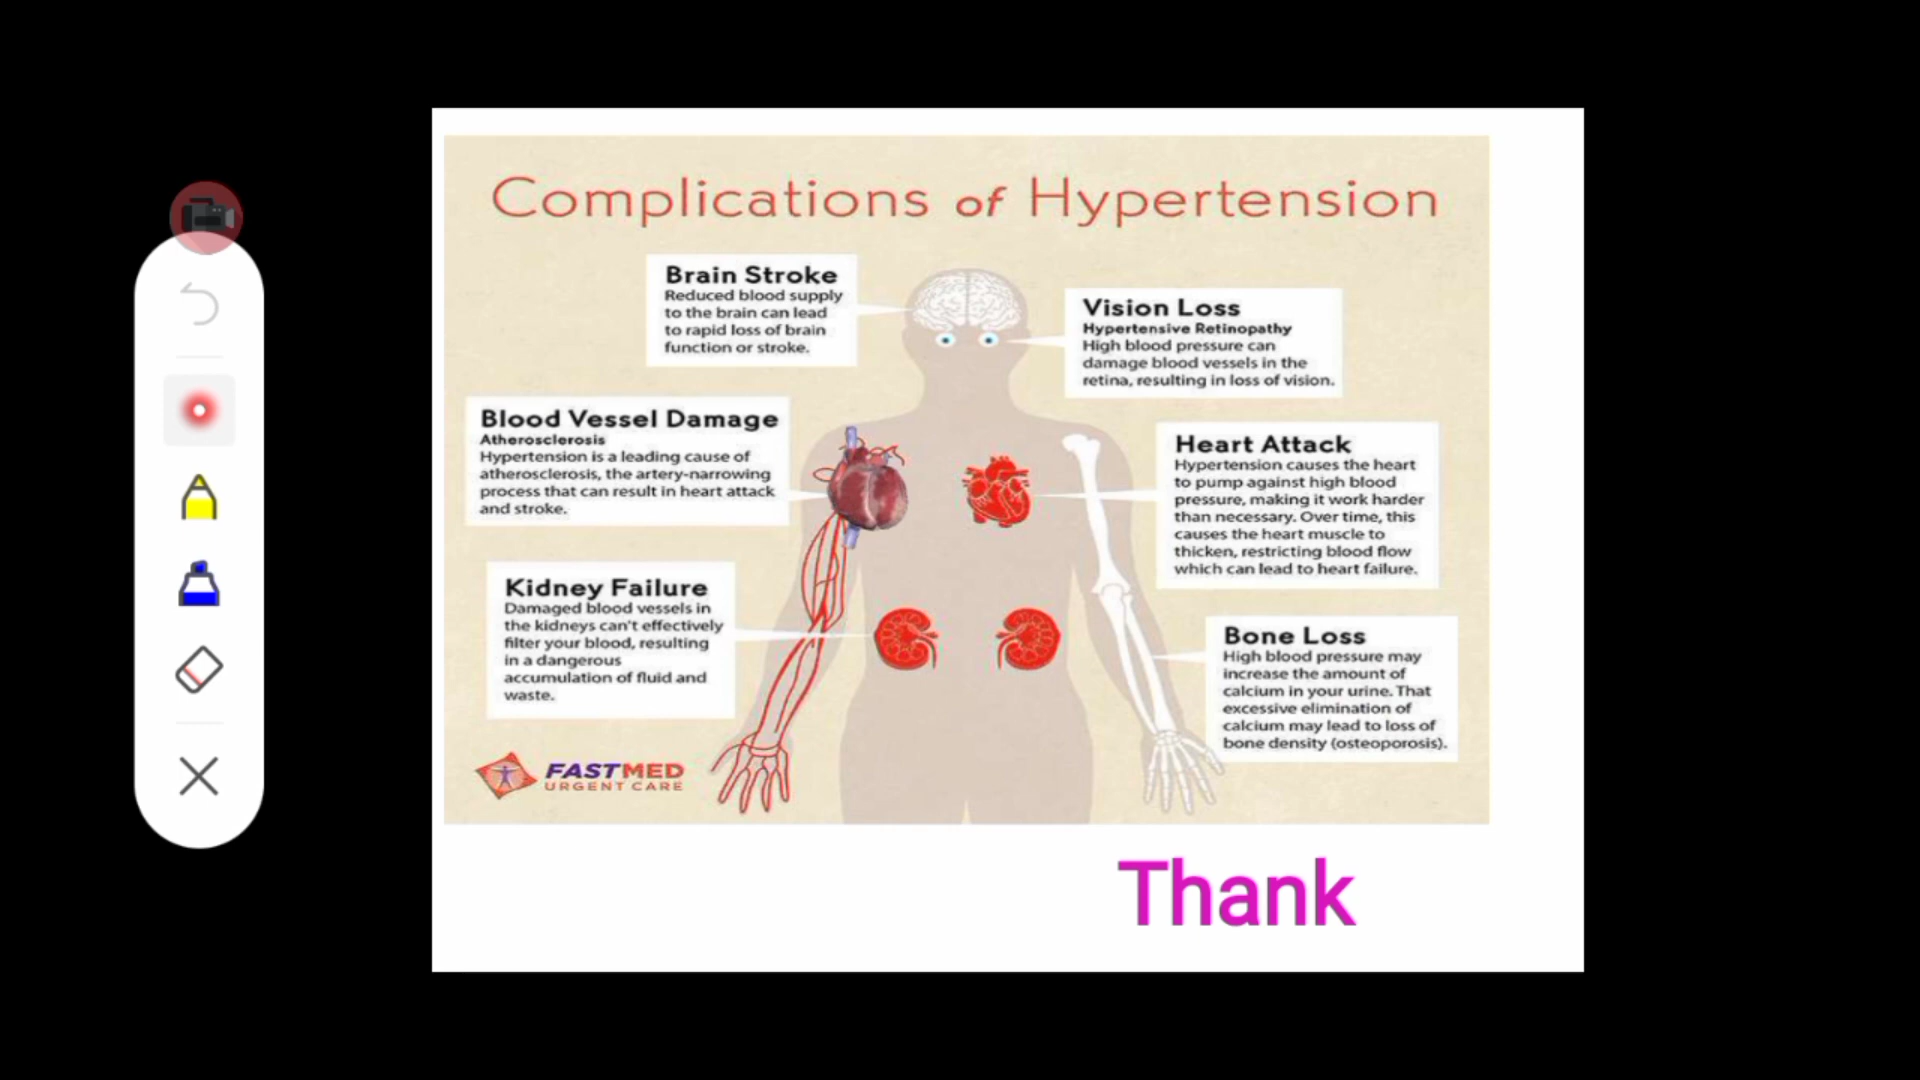 Complications of Hypertension
Brain Stroke
Reduced blood supply
to the brain can lead
to rapid loss of brain
function or stroke.
Vision Loss
Hypertensive Retinopathy
High blood pressure can
damage blood vessels in the
retina, resulting in loss of vision.
Blood Vessel Damage
Atherosclerosis
Hypertension is a leading cause of
atherosclerosis, the artery-narrowing
process that can result in heart attack
and stroke.
Heart Attack
Hypertension causes the heart
to pump against high blood
pressure, making it work harder
than necessary. Over time, this
causes the heart muscle to
thicken, restricting blood flow
which can lead to heart failure.
Kidney Failure
Damaged blood vessels in
the kidneys can't effectively
filter your blood, resulting
in a dangerous
accumulation of fluid and
waste.
Bone Loss
High blood pressure may
increase the amount of
calcium in your urine. That
excessive elimination of
calcium may lead to loss of
bone density (osteoporosis).
FASTMED
URGENT CARE
Thank